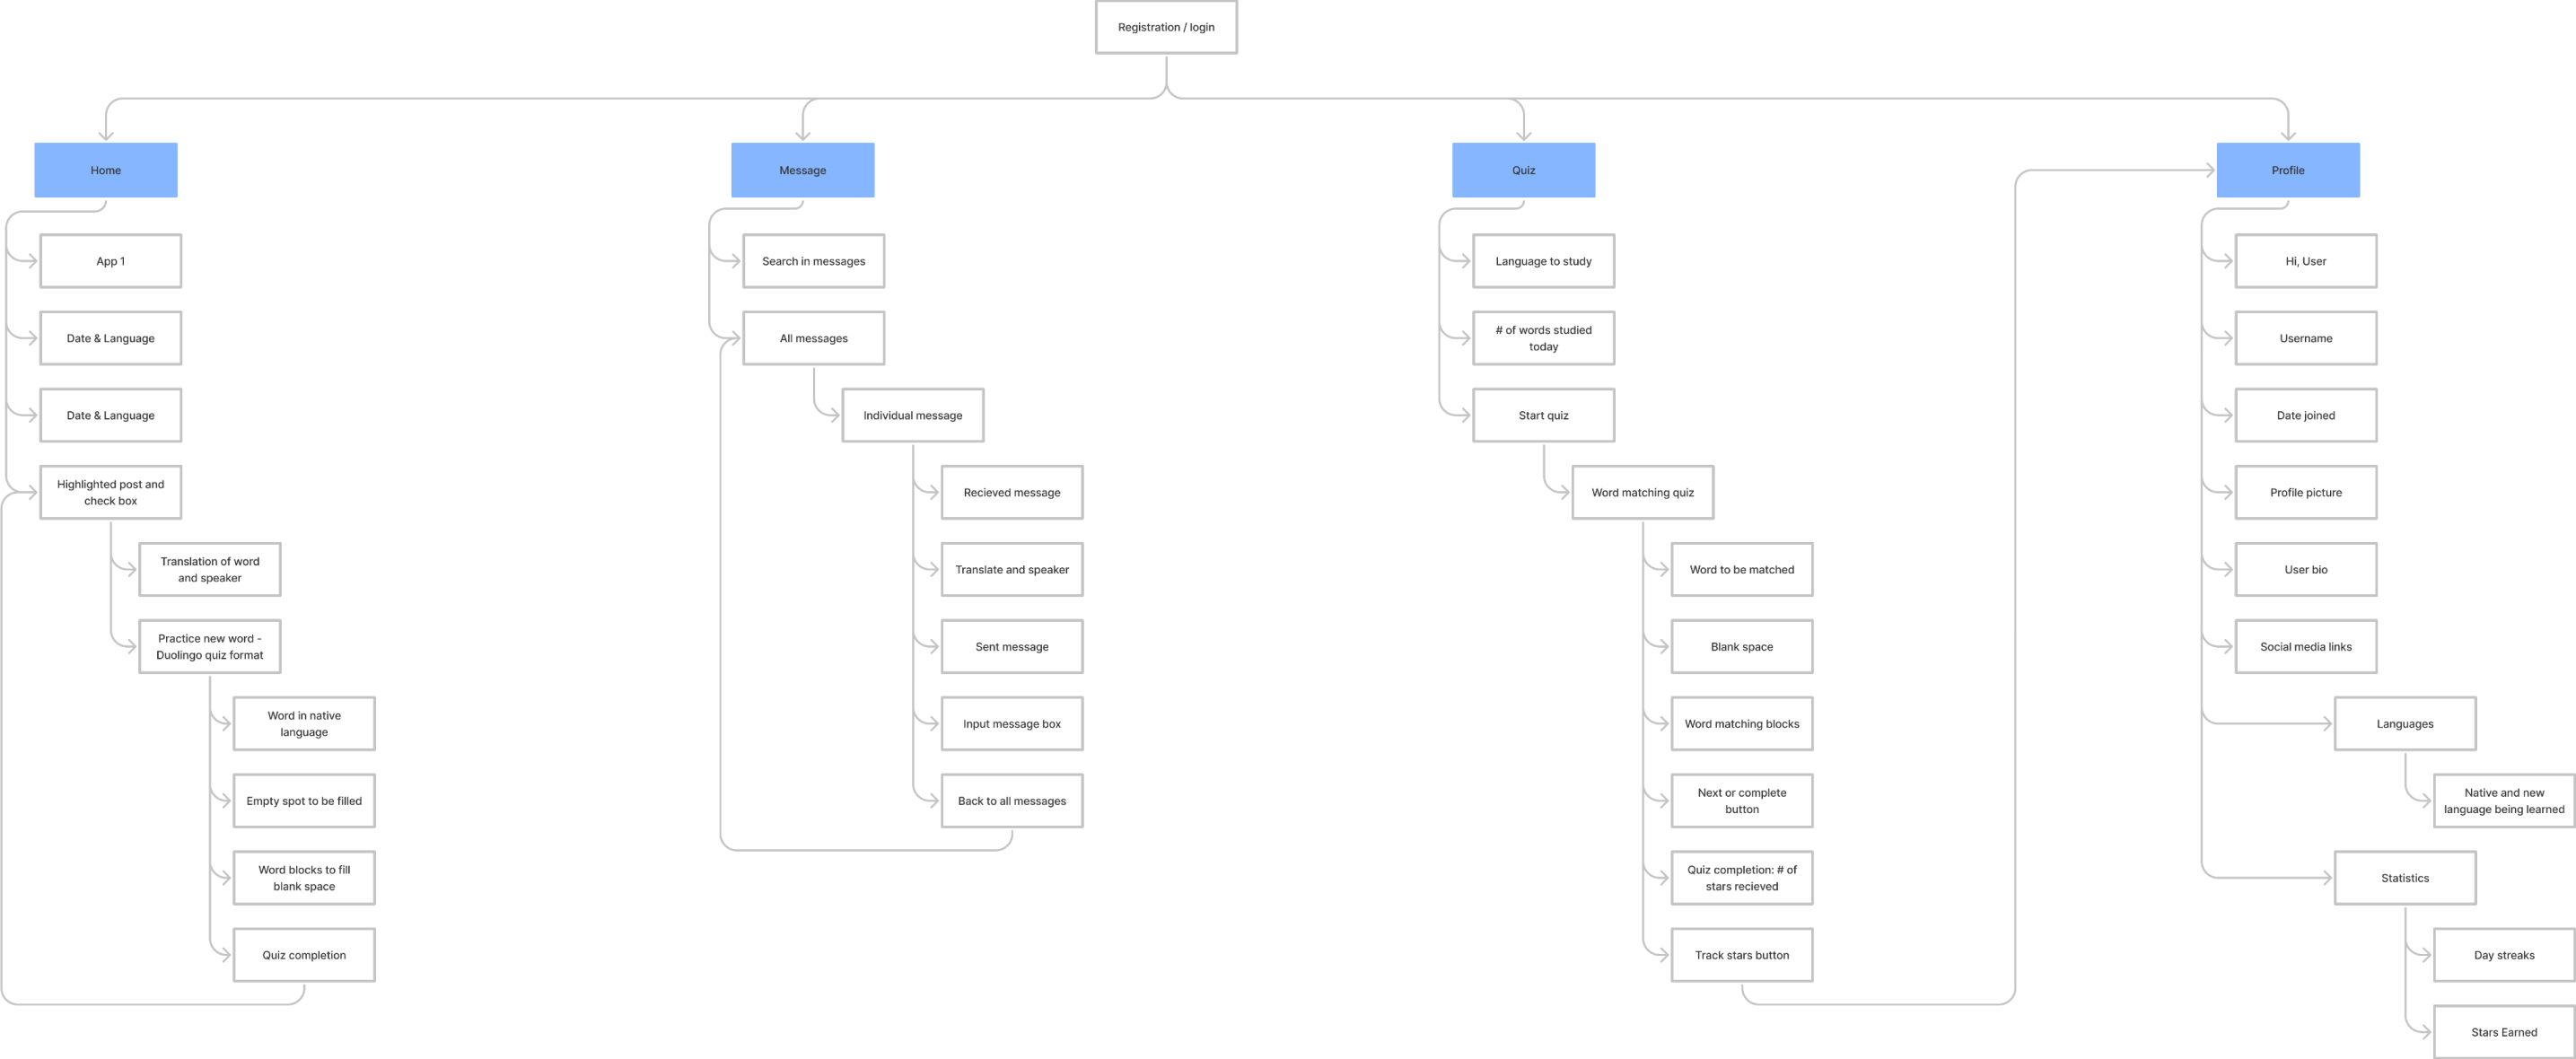 Registration / login
Home
Message
Quiz
Profile
App 1
Date & Language
Date & Language
Highlighted post and
check box
Translation of word
and speaker
Practice new word -
Duolingo quiz format
Word in native
language
Empty spot to be filled
Word blocks to fill
blank space
Quiz completion
Search in messages
All messages
Individual message
Recieved message
Translate and speaker
Sent message
Input message box
Back to all messages
Language to study
# of words studied
today
Start quiz
Word matching quiz
Word to be matched
Blank space
Word matching blocks
Next or complete
button
Quiz completion: # of
stars recieved
Track stars button
Hi, User
Username
Date joined
Profile picture
User bio
Social media links
Languages
Native and new
language being learned
Statistics
Day streaks
Stars Earned